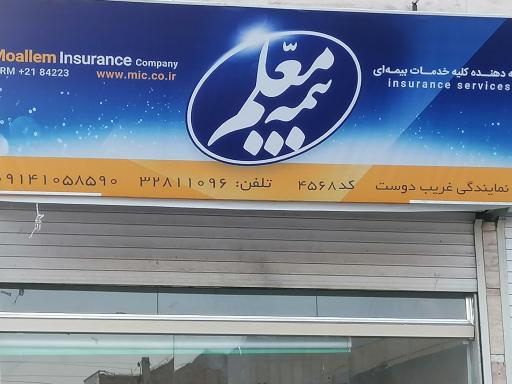 Moallem Insurance Company
RM +21 84223
www.mic.co.ir
بیمه معلّم
ه دهنده کلیه خدمات بیمه‌ای
insurance services
نمایندگی غریب دوست کد ۴۵۶۸ تلفن: ۳۲۸۱۱۰۹۶ ۰۹۱۴۱۰۵۸۵۹۰